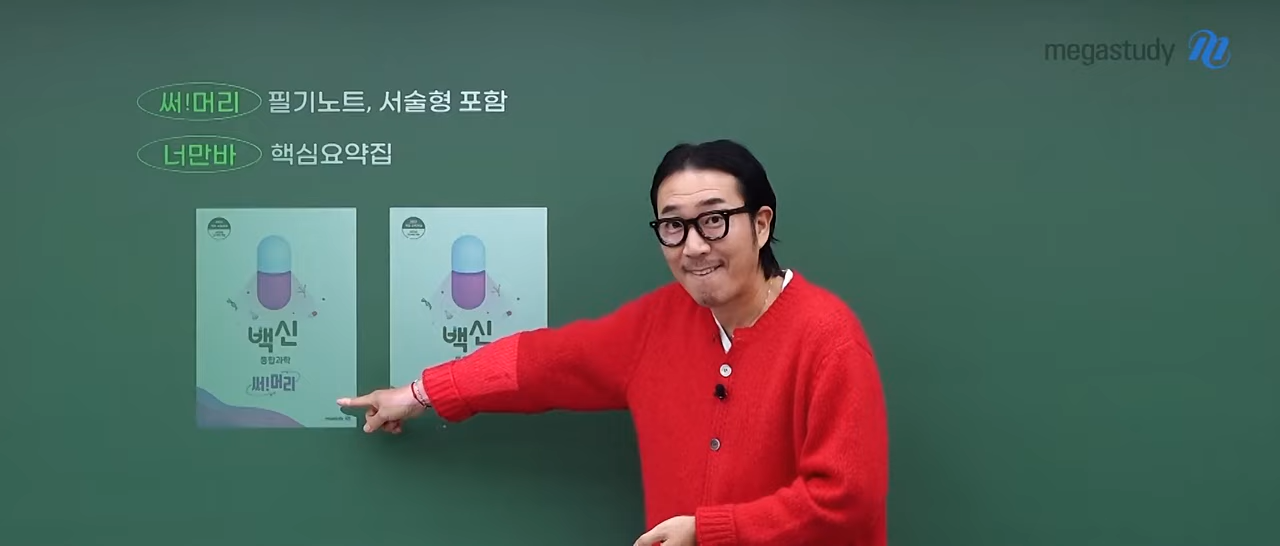 megastudy
써!머리 필기노트, 서술형 포함
너만바 핵심요약집
백신
통합과학
써!머리
백신